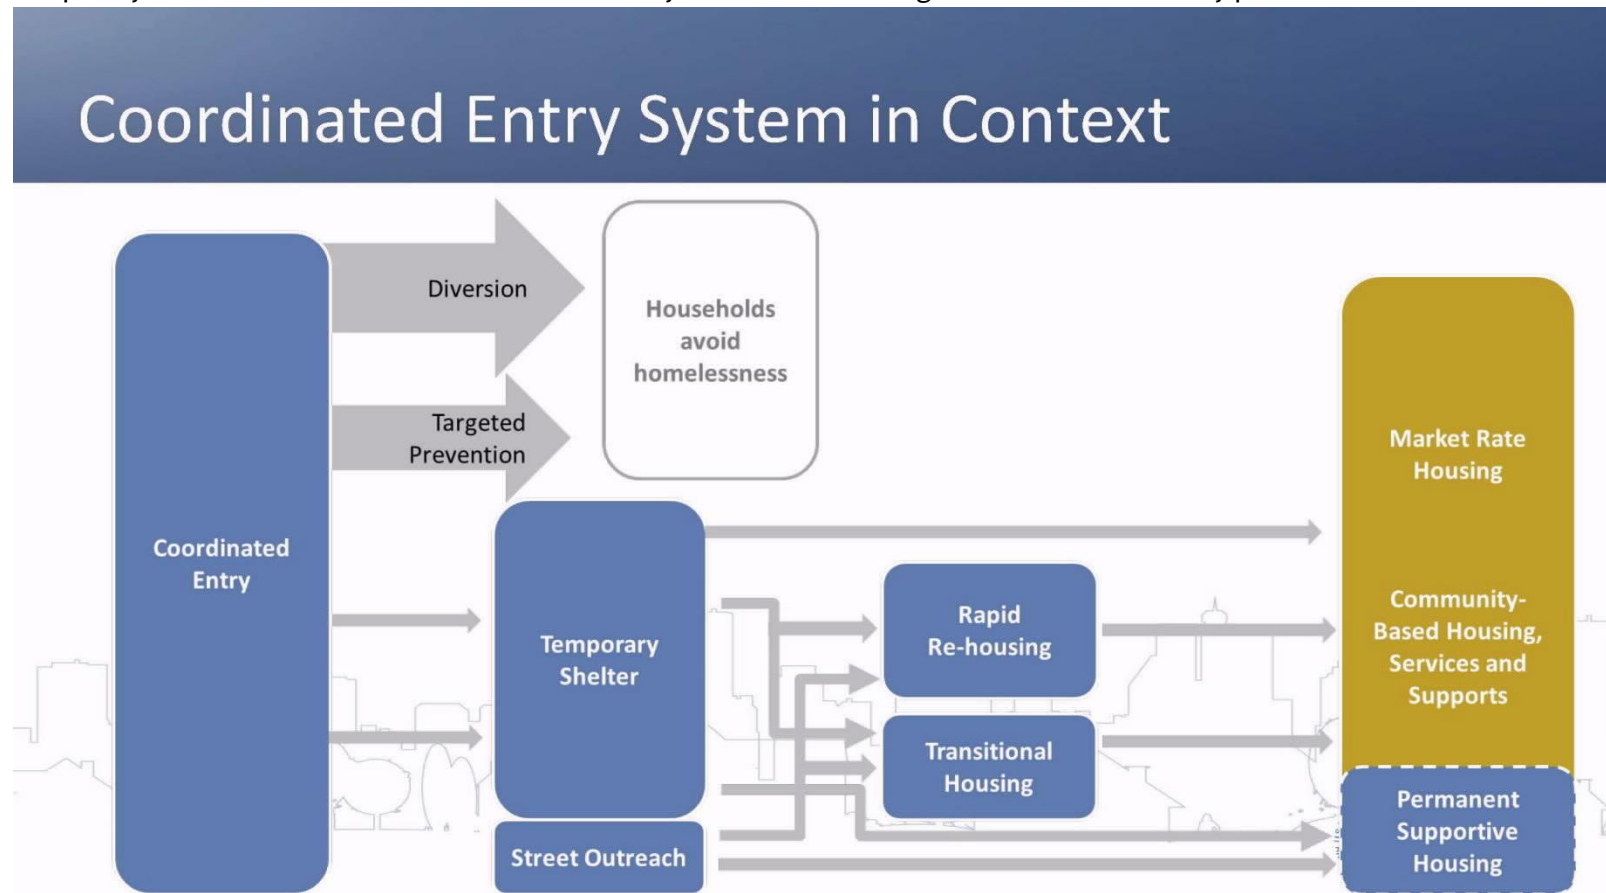 Coordinated Entry System in Context
Diversion
Households
avoid
homelessness
Targeted
Prevention
Coordinated
Entry
Temporary
Shelter
Street Outreach
Rapid
Re-housing
Transitional
Housing
Market Rate
Housing
Community-
Based Housing,
Services and
Supports
Permanent
Supportive
Housing